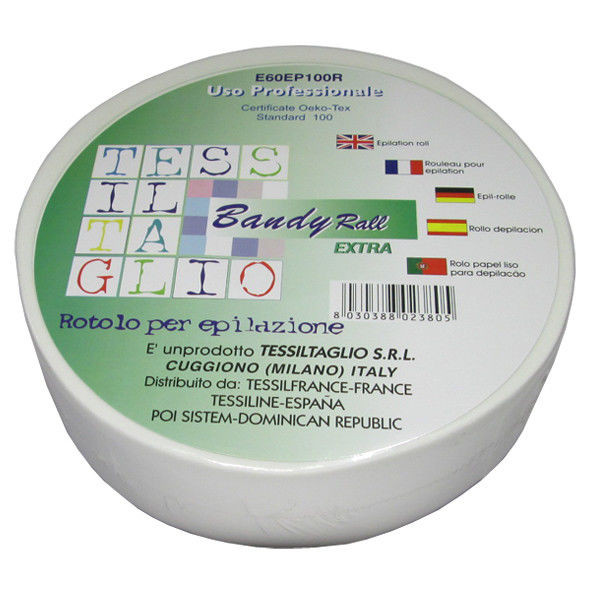 E60EP100R
Uso Professionale
Certificate Oeko-Tex
Standard 100
Epilation roll
Rouleau pour
epilation
Epil-rolle
Rollo depilacion
Rolo papel liso
para depilacão
TESS
IL
TA
GLIO
Bandy Rall
EXTRA
8 030388 023805
Rotolo per epilazione
E' unprodotto TESSILTAGLIO S.R.L.
CUGGIONO (MILANO) ITALY
Distribuito da: TESSILFRANCE-FRANCE
TESSILINE-ESPAÑA
POI SISTEM-DOMINICAN REPUBLIC